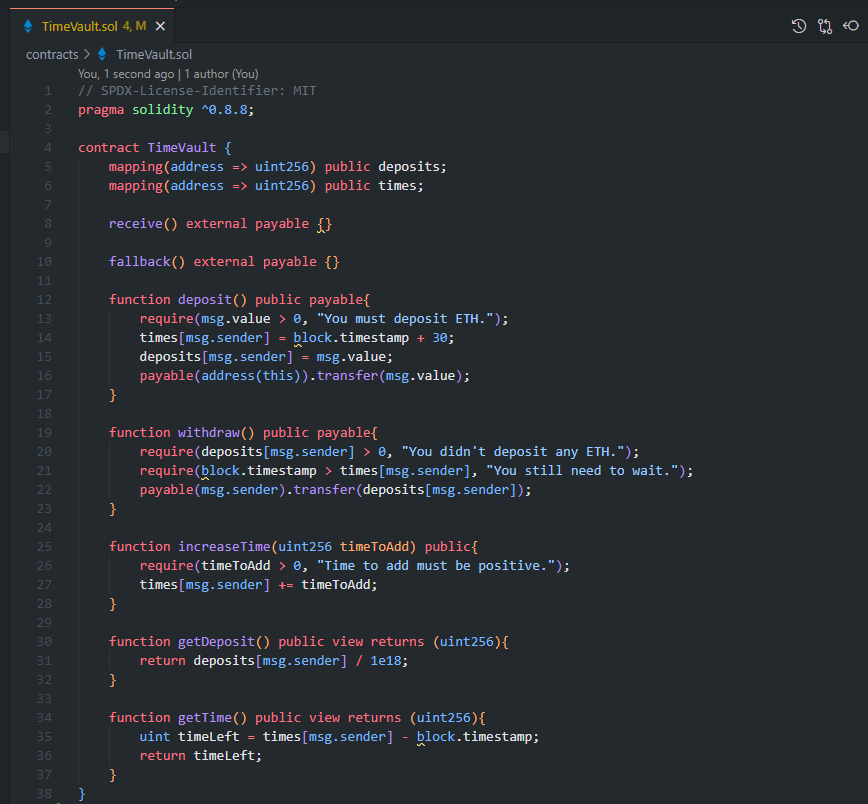 TimeVault.sol 4, M
contracts > TimeVault.sol
You, 1 second ago | 1 author (You)
1 // SPDX-License-Identifier: MIT
2 pragma solidity ^0.8.8;
3
4 contract TimeVault {
5     mapping(address => uint256) public deposits;
6     mapping(address => uint256) public times;
7
8     receive() external payable {}
9
10     fallback() external payable {}
11
12     function deposit() public payable{
13         require(msg.value > 0, "You must deposit ETH.");
14         times[msg.sender] = block.timestamp + 30;
15         deposits[msg.sender] = msg.value;
16         payable(address(this)).transfer(msg.value);
17     }
18
19     function withdraw() public payable{
20         require(deposits[msg.sender] > 0, "You didn't deposit any ETH.");
21         require(block.timestamp > times[msg.sender], "You still need to wait.");
22         payable(msg.sender).transfer(deposits[msg.sender]);
23     }
24
25     function increaseTime(uint256 timeToAdd) public{
26         require(timeToAdd > 0, "Time to add must be positive.");
27         times[msg.sender] += timeToAdd;
28     }
29
30     function getDeposit() public view returns (uint256){
31         return deposits[msg.sender] / 1e18;
32     }
33
34     function getTime() public view returns (uint256){
35         uint timeLeft = times[msg.sender] - block.timestamp;
36         return timeLeft;
37     }
38 }